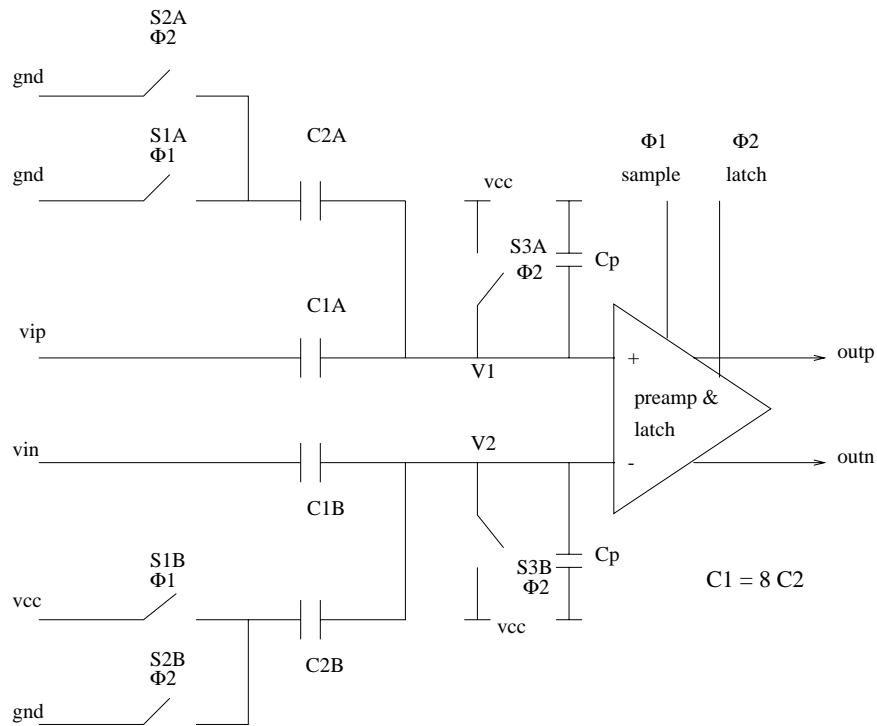 S2A
Φ2
gnd
S1A
Φ1
gnd
C2A
vcc
Φ1
sample
Φ2
latch
S3A
Φ2
Cp
C1A
vip
V1
+
outp
preamp &
latch
vin
V2
-
outn
C1B
S3B
Φ2
Cp
C1 = 8 C2
S1B
Φ1
vcc
vcc
C2B
S2B
Φ2
gnd